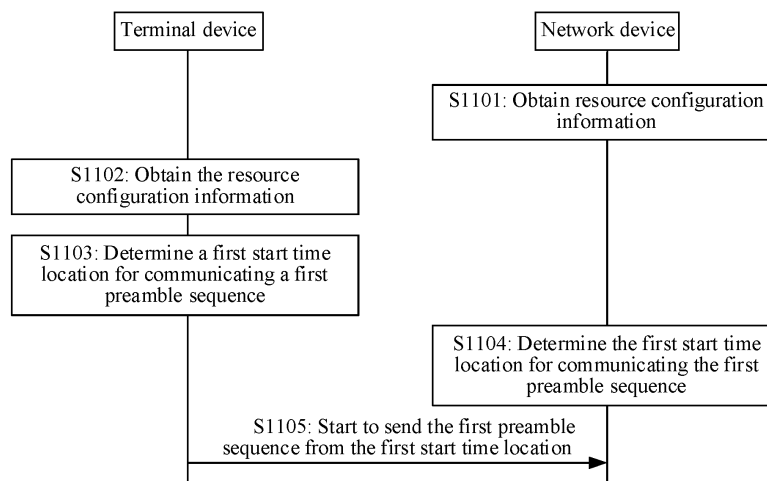 Terminal device
Network device
S1101: Obtain resource configuration
information
S1102: Obtain the resource
configuration information
S1103: Determine a first start time
location for communicating a first
preamble sequence
S1104: Determine the first start time
location for communicating the first
preamble sequence
S1105: Start to send the first preamble
sequence from the first start time location